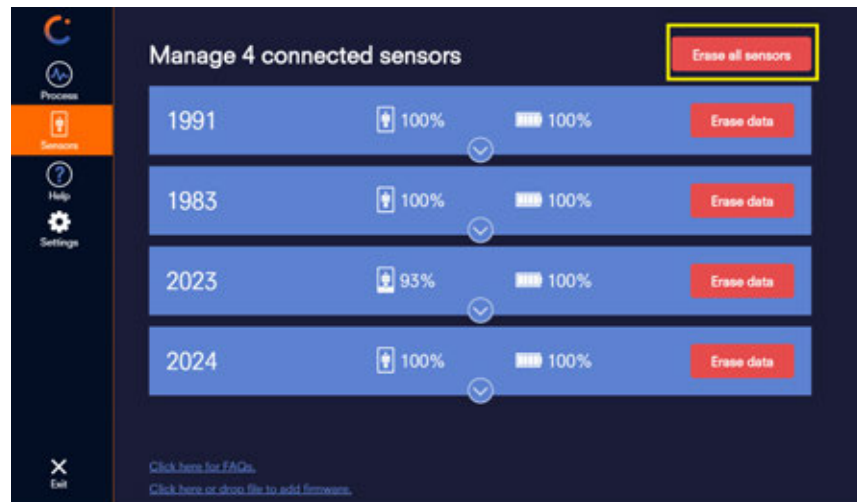 Manage 4 connected sensors
Erase all sensors
Process
Sensors
Help
Settings
1991 100% 100% Erase data
1983 100% 100% Erase data
2023 93% 100% Erase data
2024 100% 100% Erase data
Click here for FAQs.
Click here or drop file to add firmware.
Exit